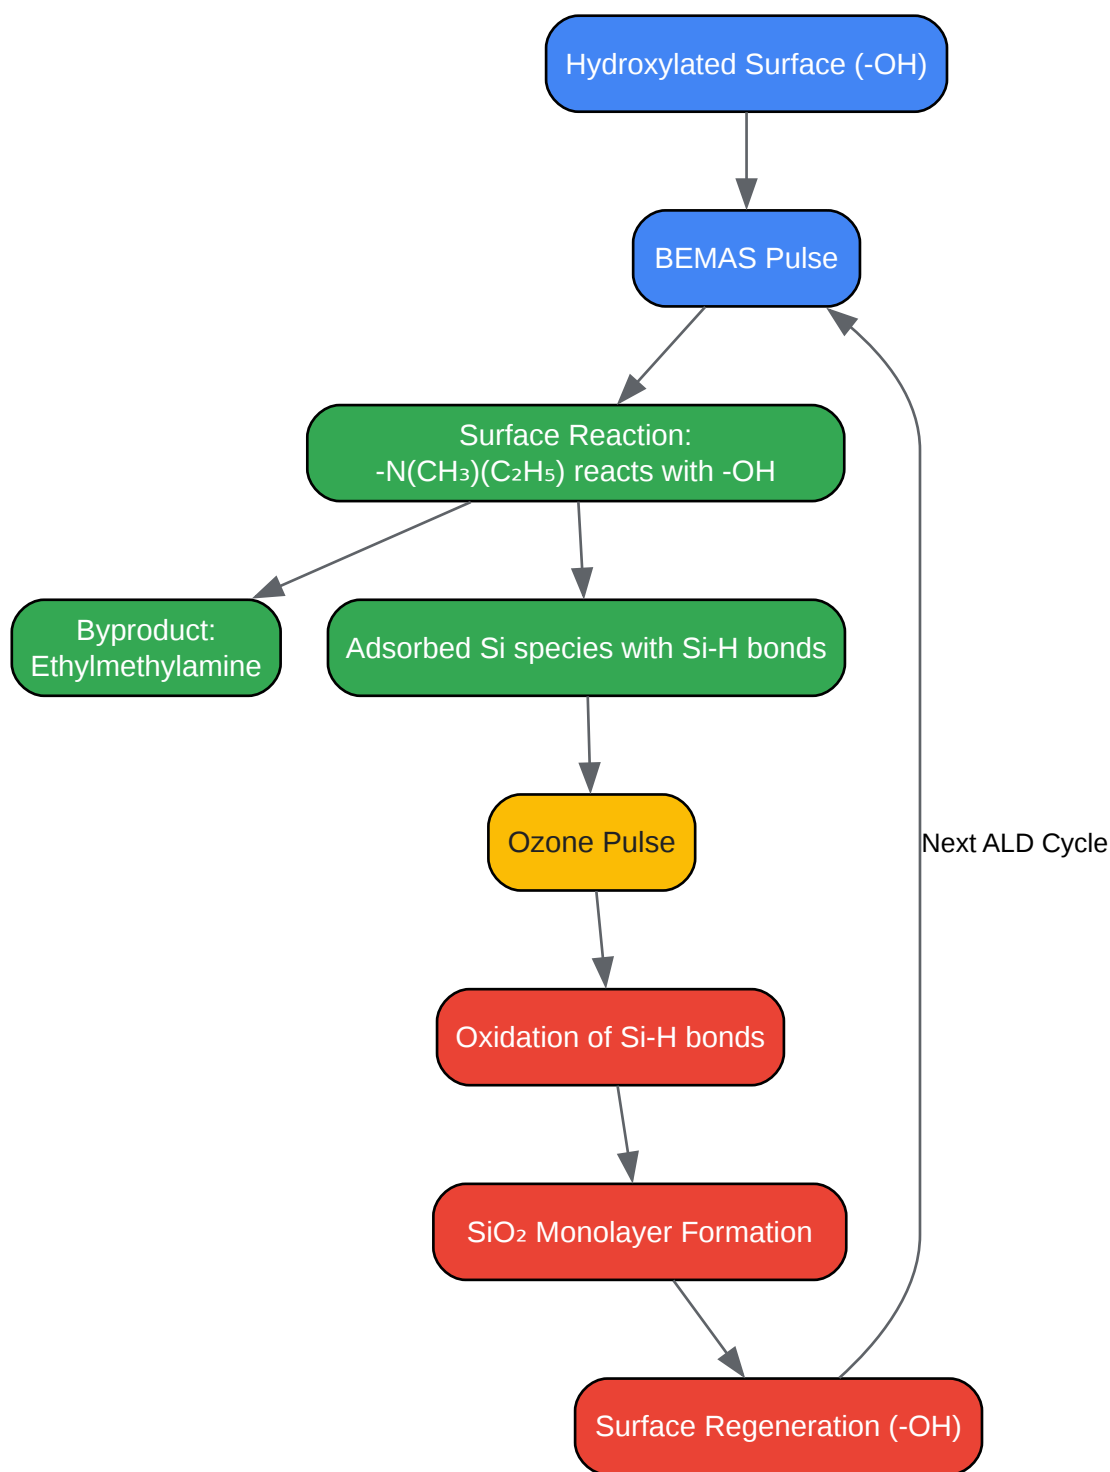 Hydroxylated Surface (-OH)
BEMAS Pulse
Surface Reaction:
-N(CH₃)(C₂H₅) reacts with -OH
Byproduct:
Ethylmethylamine
Adsorbed Si species with Si-H bonds
Ozone Pulse
Next ALD Cycle
Oxidation of Si-H bonds
SiO₂ Monolayer Formation
Surface Regeneration (-OH)